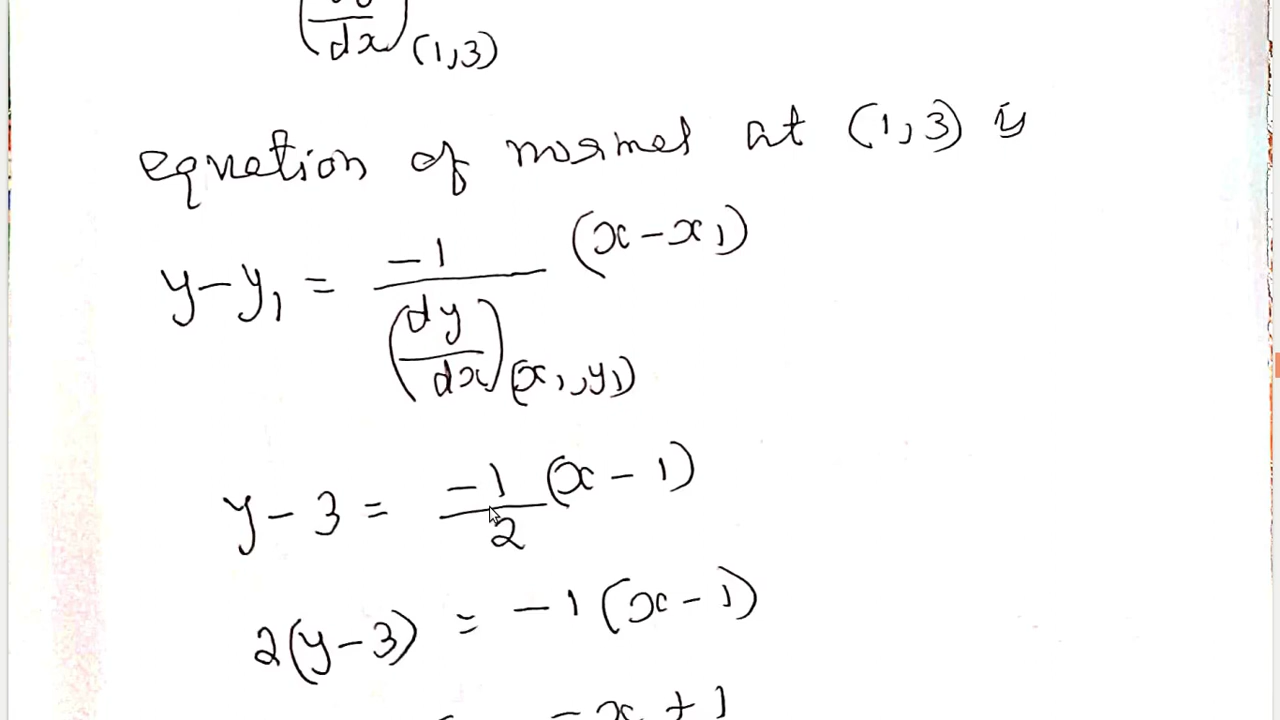 (dy/dx)(1,3)
equation of normal at (1,3) is
y-y₁ = -1/(dy/dx)(x₁,y₁) (x-x₁)
y-3 = -1/2 (x-1)
2(y-3) = -1(x-1)
-x+1